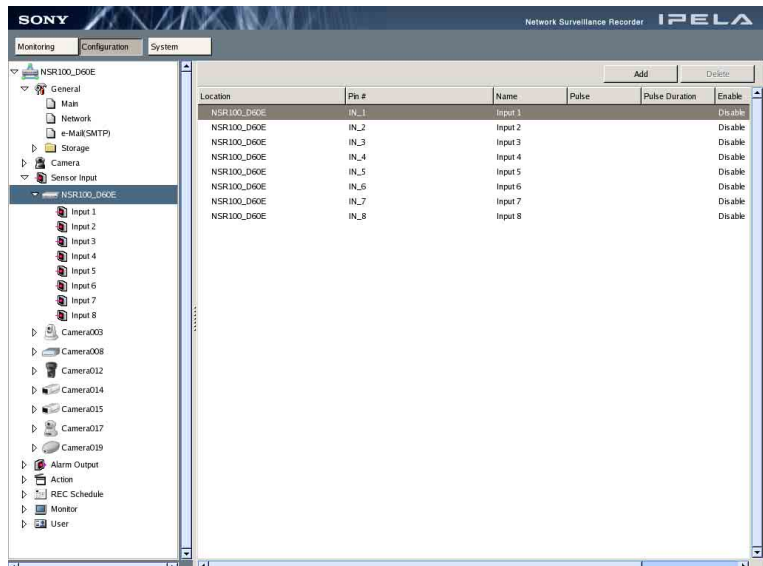 SONY
Network Surveillance Recorder IPELA
Monitoring Configuration System
NSR100_D60E
General
Main
Network
e-Mail(SMTP)
Storage
Camera
Sensor Input
NSR100_D60E
Input 1
Input 2
Input 3
Input 4
Input 5
Input 6
Input 7
Input 8
Camera003
Camera008
Camera012
Camera014
Camera015
Camera017
Camera019
Alarm Output
Action
REC Schedule
Monitor
User
Add Delete
Location Pin # Name Pulse Pulse Duration Enable
NSR100_D60E IN_1 Input 1 Disable
NSR100_D60E IN_2 Input 2 Disable
NSR100_D60E IN_3 Input 3 Disable
NSR100_D60E IN_4 Input 4 Disable
NSR100_D60E IN_5 Input 5 Disable
NSR100_D60E IN_6 Input 6 Disable
NSR100_D60E IN_7 Input 7 Disable
NSR100_D60E IN_8 Input 8 Disable